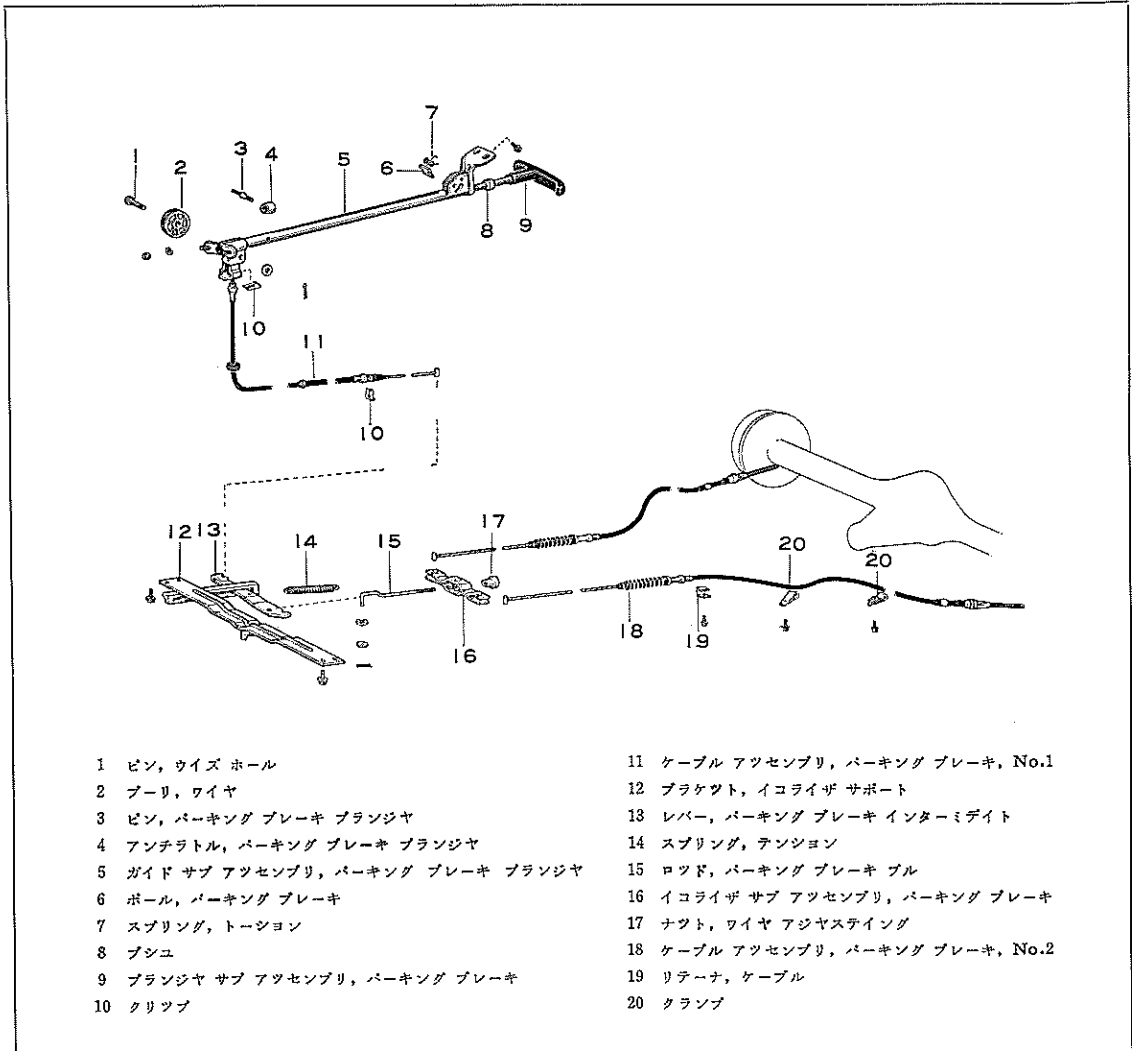 7
1
2
3
4
5
6
8
9
10
11
10
12
13
14
15
17
16
18
19
20
20
1 ピン, ウイズ ホール
2 プーリ, ワイヤ
3 ピン, パーキング ブレーキ プランジヤ
4 アンチラトル, パーキング ブレーキ プランジヤ
5 ガイド サブ アツセンブリ, パーキング ブレーキ プランジヤ
6 ポール, パーキング ブレーキ
7 スプリング, トーション
8 ブシユ
9 プランジヤ サブ アツセンブリ, パーキング ブレーキ
10 クリツプ
11 ケーブル アツセンブリ, パーキング ブレーキ, No.1
12 ブラケツト, イコライザ サポート
13 レバー, パーキング ブレーキ インターミデイト
14 スプリング, テンション
15 ロツド, パーキング ブレーキ プル
16 イコライザ サブ アツセンブリ, パーキング ブレーキ
17 ナツト, ワイヤ アジヤステイング
18 ケーブル アツセンブリ, パーキング ブレーキ, No.2
19 リテーナ, ケーブル
20 クランプ